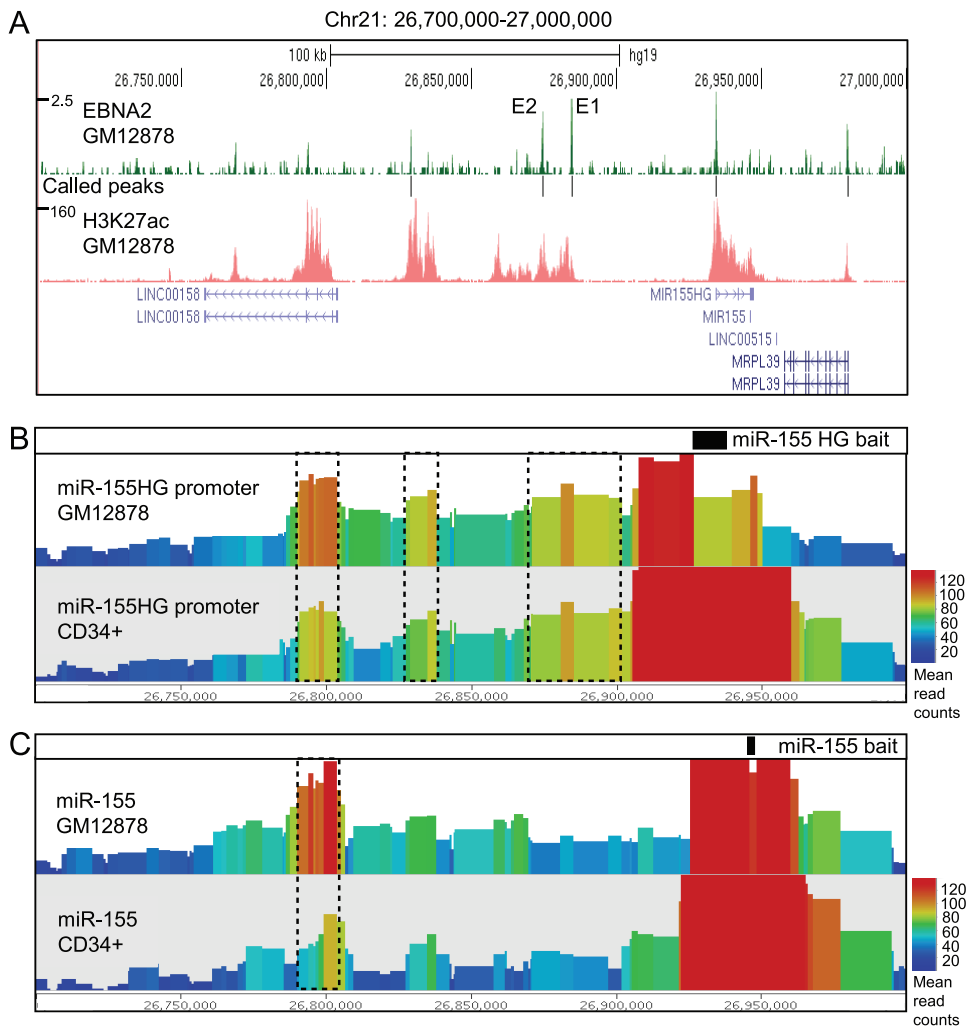 Chr21: 26,700,000-27,000,000
A
100 kb hg19
26,750,000 26,800,000 26,850,000 26,900,000 26,950,000 27,000,000
2.5
E2 E1
EBNA2
GM12878
Called peaks
160
H3K27ac
GM12878
LINC00158 MIR155HG
LINC00158 MIR155
LINC00515
MRPL39
MRPL39
B
miR-155 HG bait
miR-155HG promoter
GM12878
miR-155HG promoter
CD34+
120
100
80
60
40
20
Mean
read
counts
26,750,000 26,800,000 26,850,000 26,900,000 26,950,000
C
miR-155 bait
miR-155
GM12878
miR-155
CD34+
120
100
80
60
40
20
Mean
read
counts
26,750,000 26,800,000 26,850,000 26,900,000 26,950,000